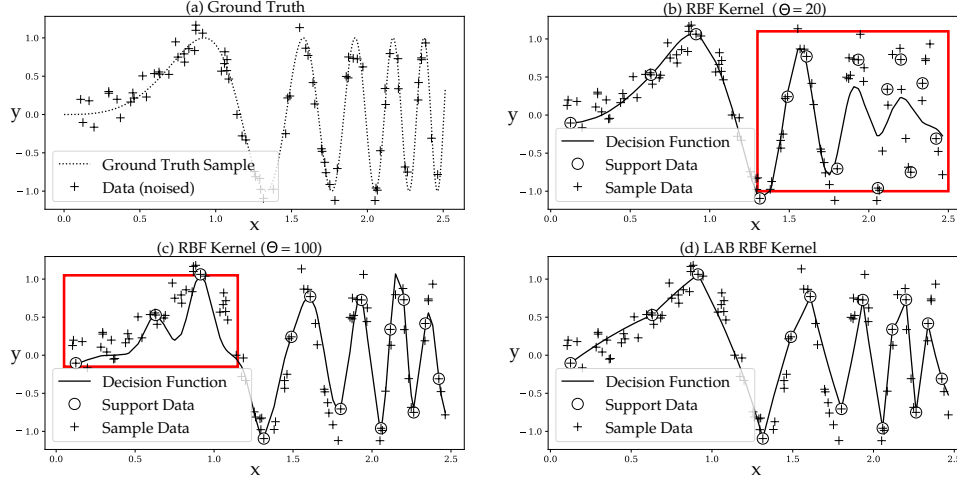 (a) Ground Truth
1.0
0.5
y
0.0
−0.5
−1.0
Ground Truth Sample
Data (noised)
0.0 0.5 1.0 1.5 2.0 2.5
x
(b) RBF Kernel (Θ = 20)
1.0
0.5
y
0.0
−0.5
−1.0
Decision Function
Support Data
Sample Data
0.0 0.5 1.0 1.5 2.0 2.5
x
(c) RBF Kernel (Θ = 100)
1.0
0.5
y
0.0
−0.5
−1.0
Decision Function
Support Data
Sample Data
0.0 0.5 1.0 1.5 2.0 2.5
x
(d) LAB RBF Kernel
1.0
0.5
y
0.0
−0.5
−1.0
Decision Function
Support Data
Sample Data
0.0 0.5 1.0 1.5 2.0 2.5
x